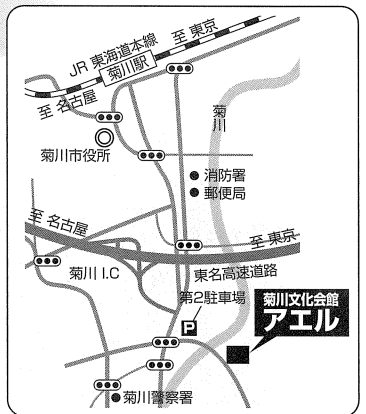 至 東京
JR 東海道本線
菊川駅
至 名古屋
菊川
菊川市役所
消防署
郵便局
至 名古屋
至 東京
菊川 I.C
東名高速道路
第2駐車場
P
菊川文化会館
アエル
菊川警察署